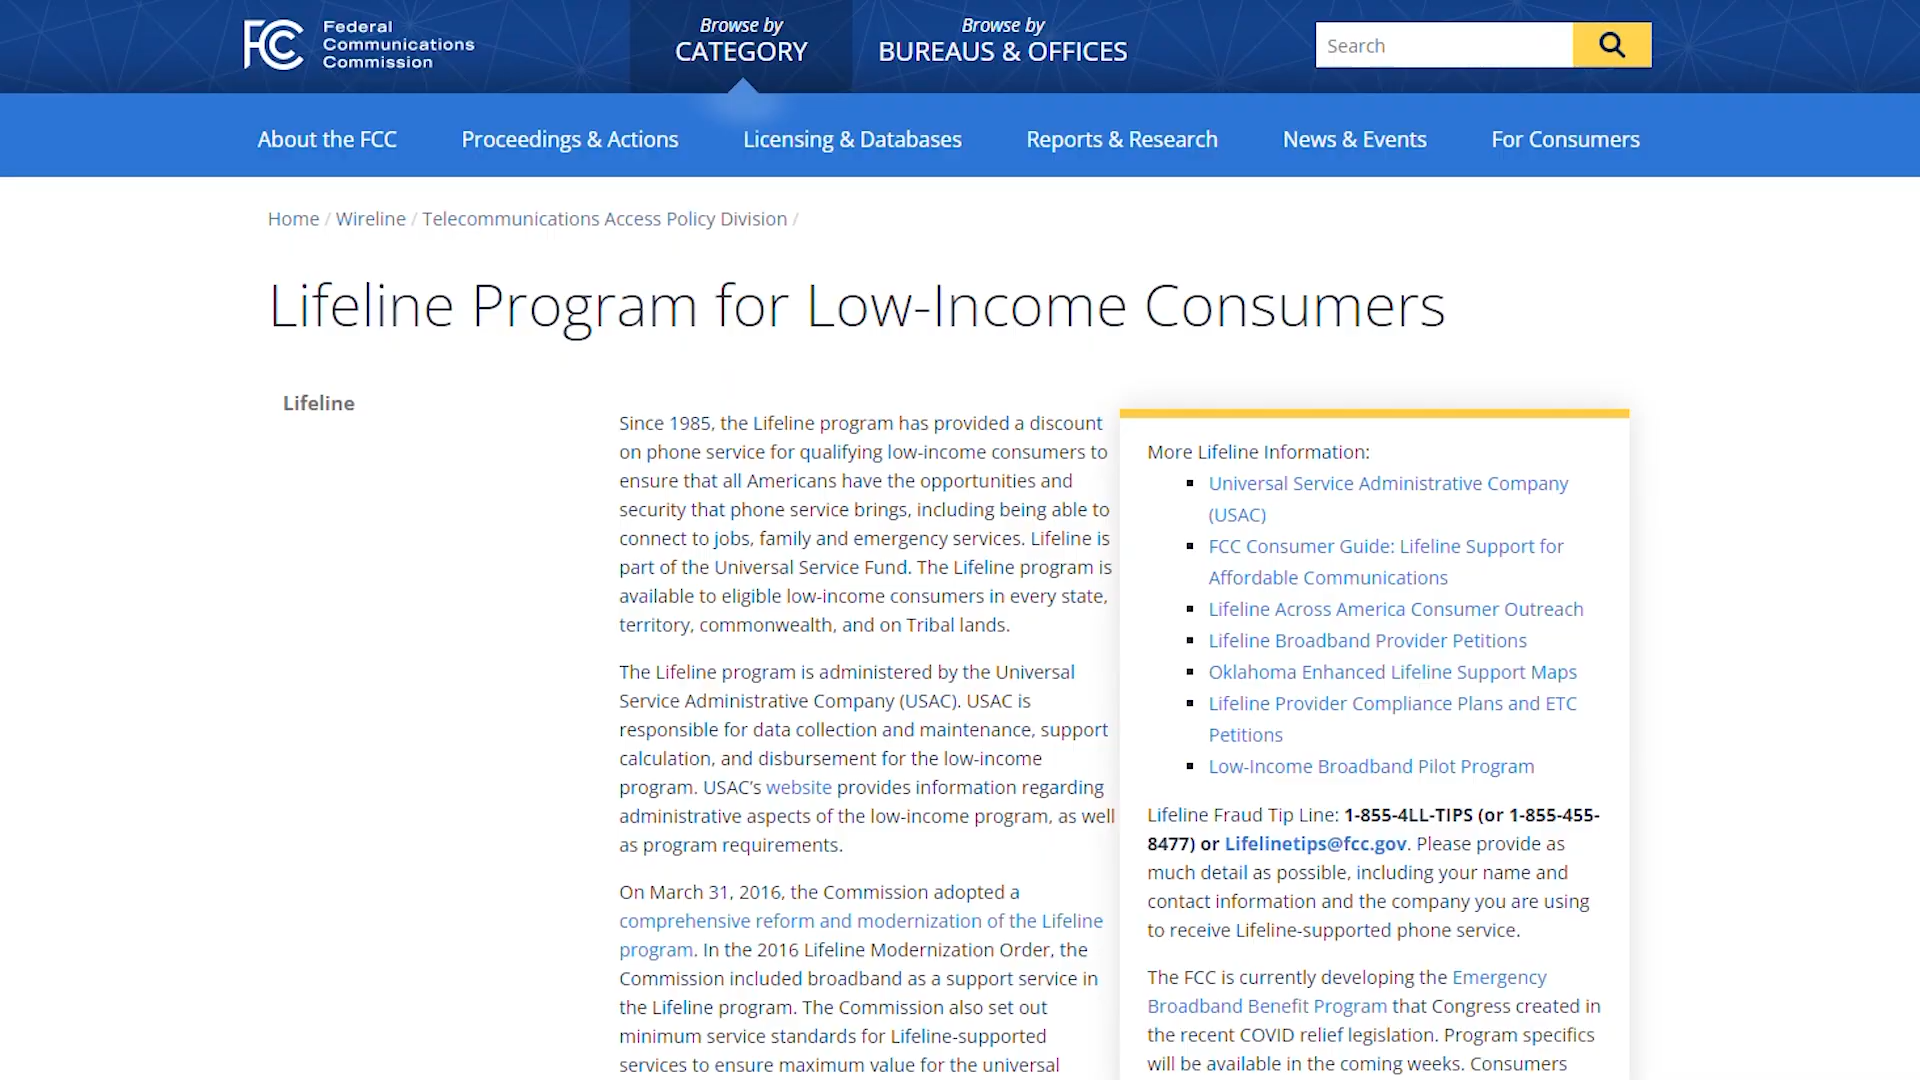 Federal
Communications
Commission
Browse by
CATEGORY
Browse by
BUREAUS & OFFICES
Search
About the FCC
Proceedings & Actions
Licensing & Databases
Reports & Research
News & Events
For Consumers
Home / Wireline / Telecommunications Access Policy Division /
Lifeline Program for Low-Income Consumers
Lifeline
Since 1985, the Lifeline program has provided a discount
on phone service for qualifying low-income consumers to
ensure that all Americans have the opportunities and
security that phone service brings, including being able to
connect to jobs, family and emergency services. Lifeline is
part of the Universal Service Fund. The Lifeline program is
available to eligible low-income consumers in every state,
territory, commonwealth, and on Tribal lands.
The Lifeline program is administered by the Universal
Service Administrative Company (USAC). USAC is
responsible for data collection and maintenance, support
calculation, and disbursement for the low-income
program. USAC’s website provides information regarding
administrative aspects of the low-income program, as well
as program requirements.
On March 31, 2016, the Commission adopted a
comprehensive reform and modernization of the Lifeline
program. In the 2016 Lifeline Modernization Order, the
Commission included broadband as a support service in
the Lifeline program. The Commission also set out
minimum service standards for Lifeline-supported
services to ensure maximum value for the universal
More Lifeline Information:
Universal Service Administrative Company
(USAC)
FCC Consumer Guide: Lifeline Support for
Affordable Communications
Lifeline Across America Consumer Outreach
Lifeline Broadband Provider Petitions
Oklahoma Enhanced Lifeline Support Maps
Lifeline Provider Compliance Plans and ETC
Petitions
Low-Income Broadband Pilot Program
Lifeline Fraud Tip Line: 1-855-4LL-TIPS (or 1-855-455-
8477) or Lifelinetips@fcc.gov. Please provide as
much detail as possible, including your name and
contact information and the company you are using
to receive Lifeline-supported phone service.
The FCC is currently developing the Emergency
Broadband Benefit Program that Congress created in
the recent COVID relief legislation. Program specifics
will be available in the coming weeks. Consumers